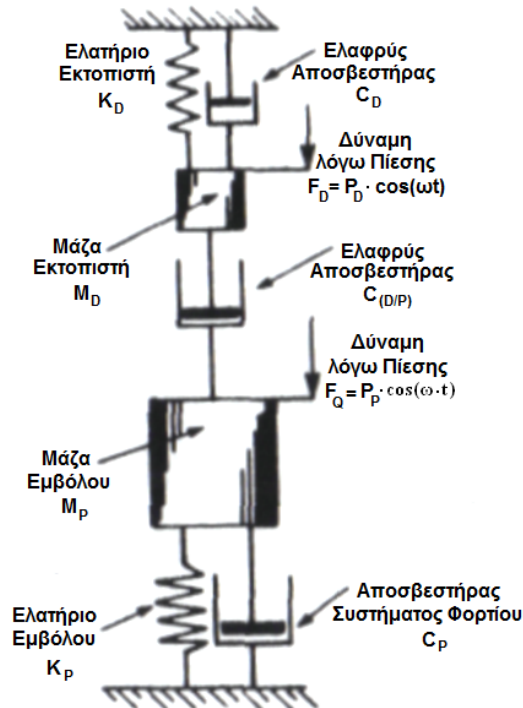 Ελατήριο
Εκτοπιστή
K_D
Ελαφρύς
Αποσβεστήρας
C_D
Δύναμη
λόγω Πίεσης
F_D = P_D · cos(ωt)
Μάζα
Εκτοπιστή
M_D
Ελαφρύς
Αποσβεστήρας
C_(D/P)
Δύναμη
λόγω Πίεσης
F_Q = P_P · cos(ω·t)
Μάζα
Εμβόλου
M_P
Ελατήριο
Εμβόλου
K_P
Αποσβεστήρας
Συστήματος Φορτίου
C_P